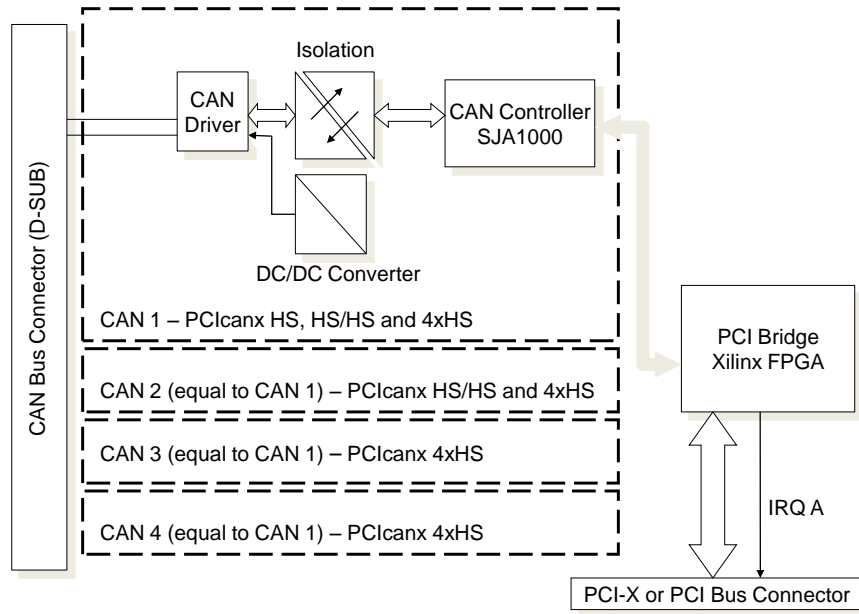 Isolation
CAN
Driver
CAN Controller
SJA1000
CAN Bus Connector (D-SUB)
DC/DC Converter
CAN 1 – PCIcanx HS, HS/HS and 4xHS
PCI Bridge
Xilinx FPGA
CAN 2 (equal to CAN 1) – PCIcanx HS/HS and 4xHS
CAN 3 (equal to CAN 1) – PCIcanx 4xHS
CAN 4 (equal to CAN 1) – PCIcanx 4xHS
IRQ A
PCI-X or PCI Bus Connector